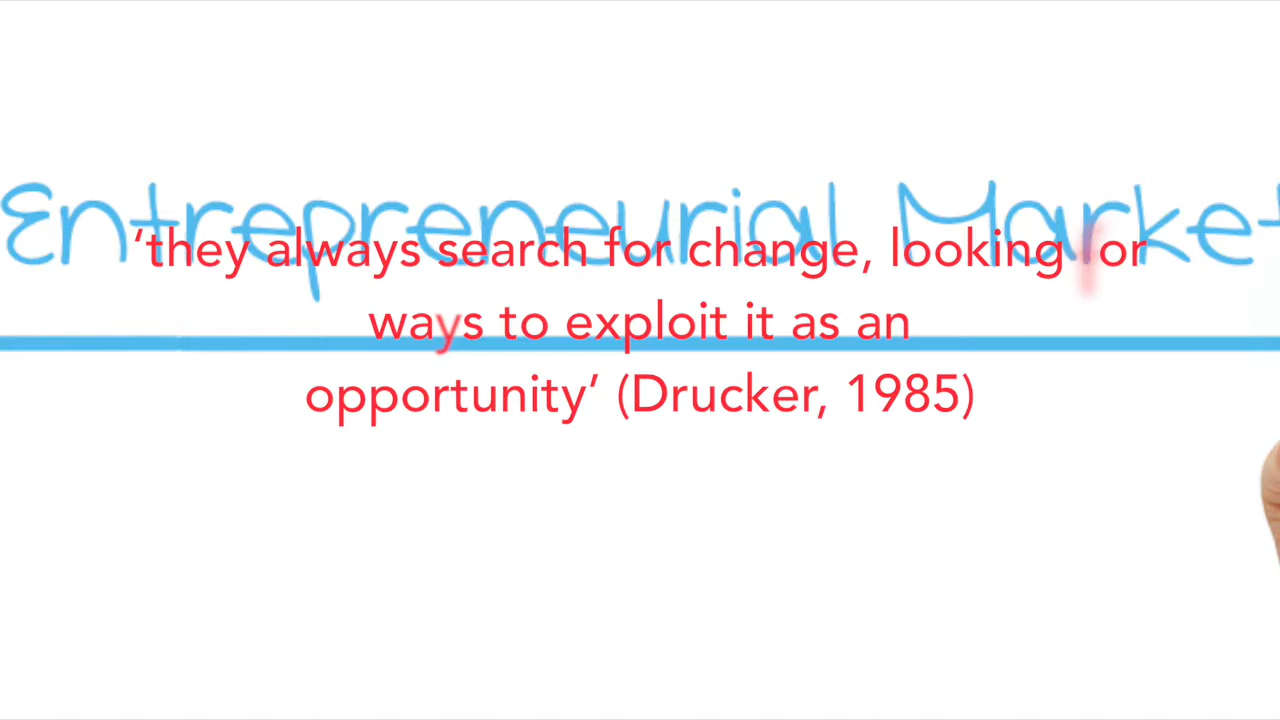 Entrepreneurial Market
‘they always search for change, looking for
ways to exploit it as an
opportunity’ (Drucker, 1985)